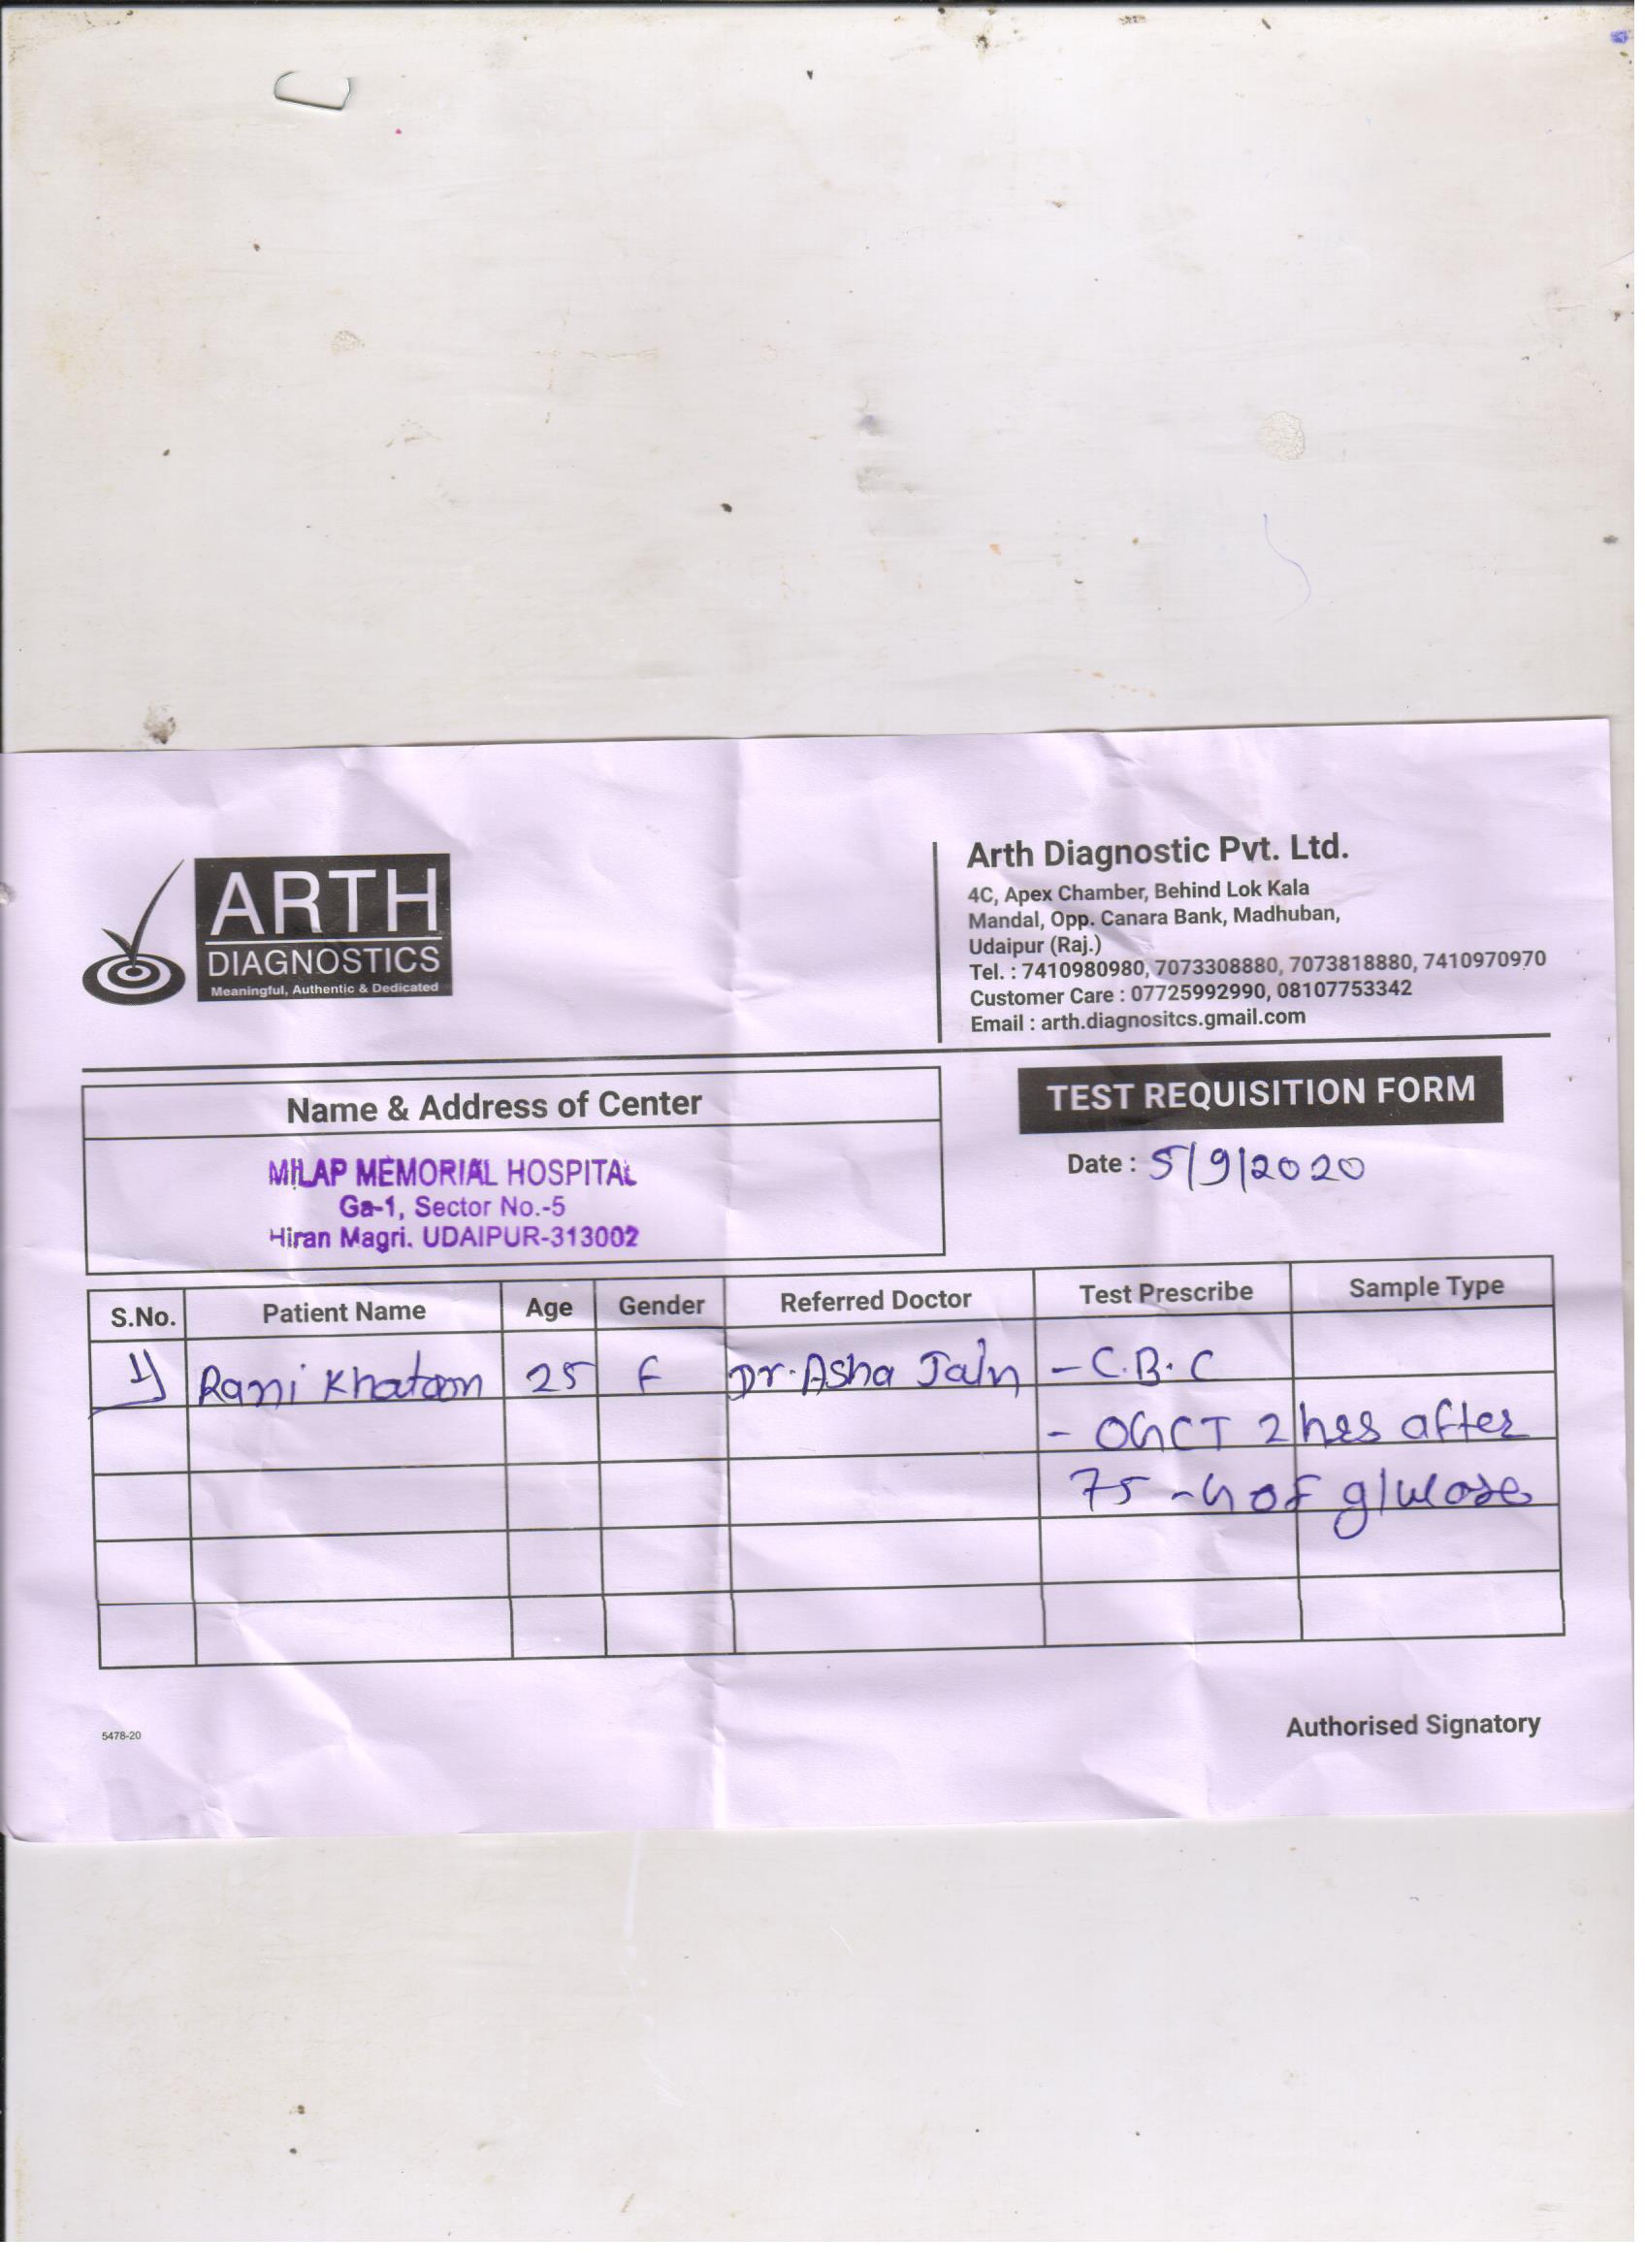 ARTH
DIAGNOSTICS
Meaningful, Authentic & Dedicated
Arth Diagnostic Pvt. Ltd.
4C, Apex Chamber, Behind Lok Kala
Mandal, Opp. Canara Bank, Madhuban,
Udaipur (Raj.)
Tel. : 7410980980, 7073308880, 7073818880, 7410970970
Customer Care : 07725992990, 08107753342
Email : arth.diagnositcs.gmail.com
Name & Address of Center
MILAP MEMORIAL HOSPITAL
Ga-1, Sector No.-5
Hiran Magri. UDAIPUR-313002
TEST REQUISITION FORM
Date : 5/9/2020
S.No. Patient Name Age Gender Referred Doctor Test Prescribe Sample Type
1) Rani Khatoon 25 F Dr. Asha Jain - C.B.C
- OGCT 2 hrs after
75 -G of glucose
5478-20
Authorised Signatory